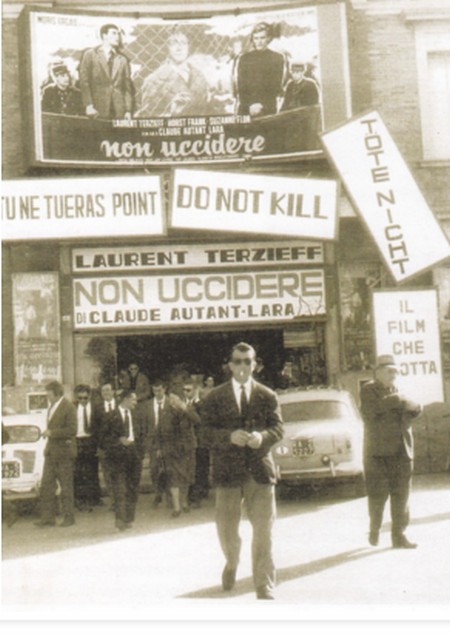 LAURENT TERZIEFF · HORST FRANK · SUZANNE FLON
CLAUDE AUTANT LARA
non uccidere
TU NE TUERAS POINT
DO NOT KILL
TOTE NICHT
LAURENT TERZIEFF
NON UCCIDERE
DI CLAUDE AUTANT-LARA
IL
FILM
CHE
OTTA